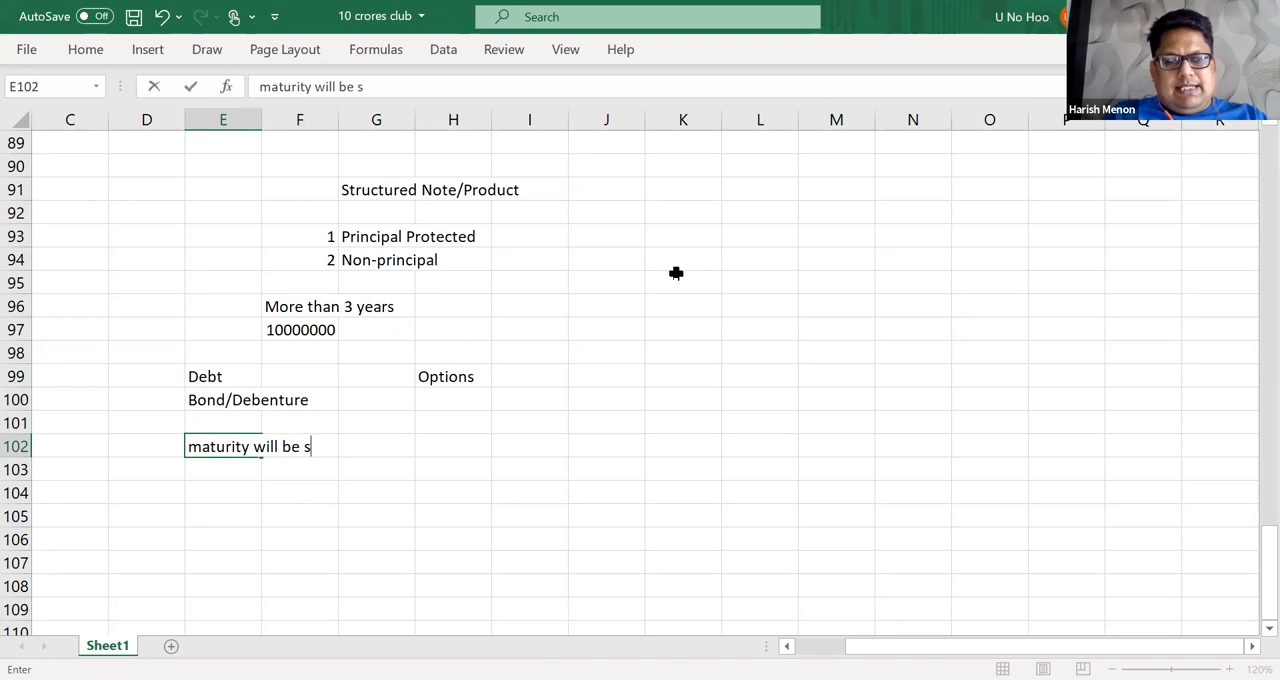 AutoSave Off 10 crores club Search U No Hoo
File Home Insert Draw Page Layout Formulas Data Review View Help
E102 fx maturity will be s
Harish Menon
C D E F G H I J K L M N O
89
90
91 Structured Note/Product
92
93 1 Principal Protected
94 2 Non-principal
95
96 More than 3 years
97 10000000
98
99 Debt Options
100 Bond/Debenture
101
102 maturity will be s
103
104
105
106
107
108
109
110
Sheet1
Enter 120%